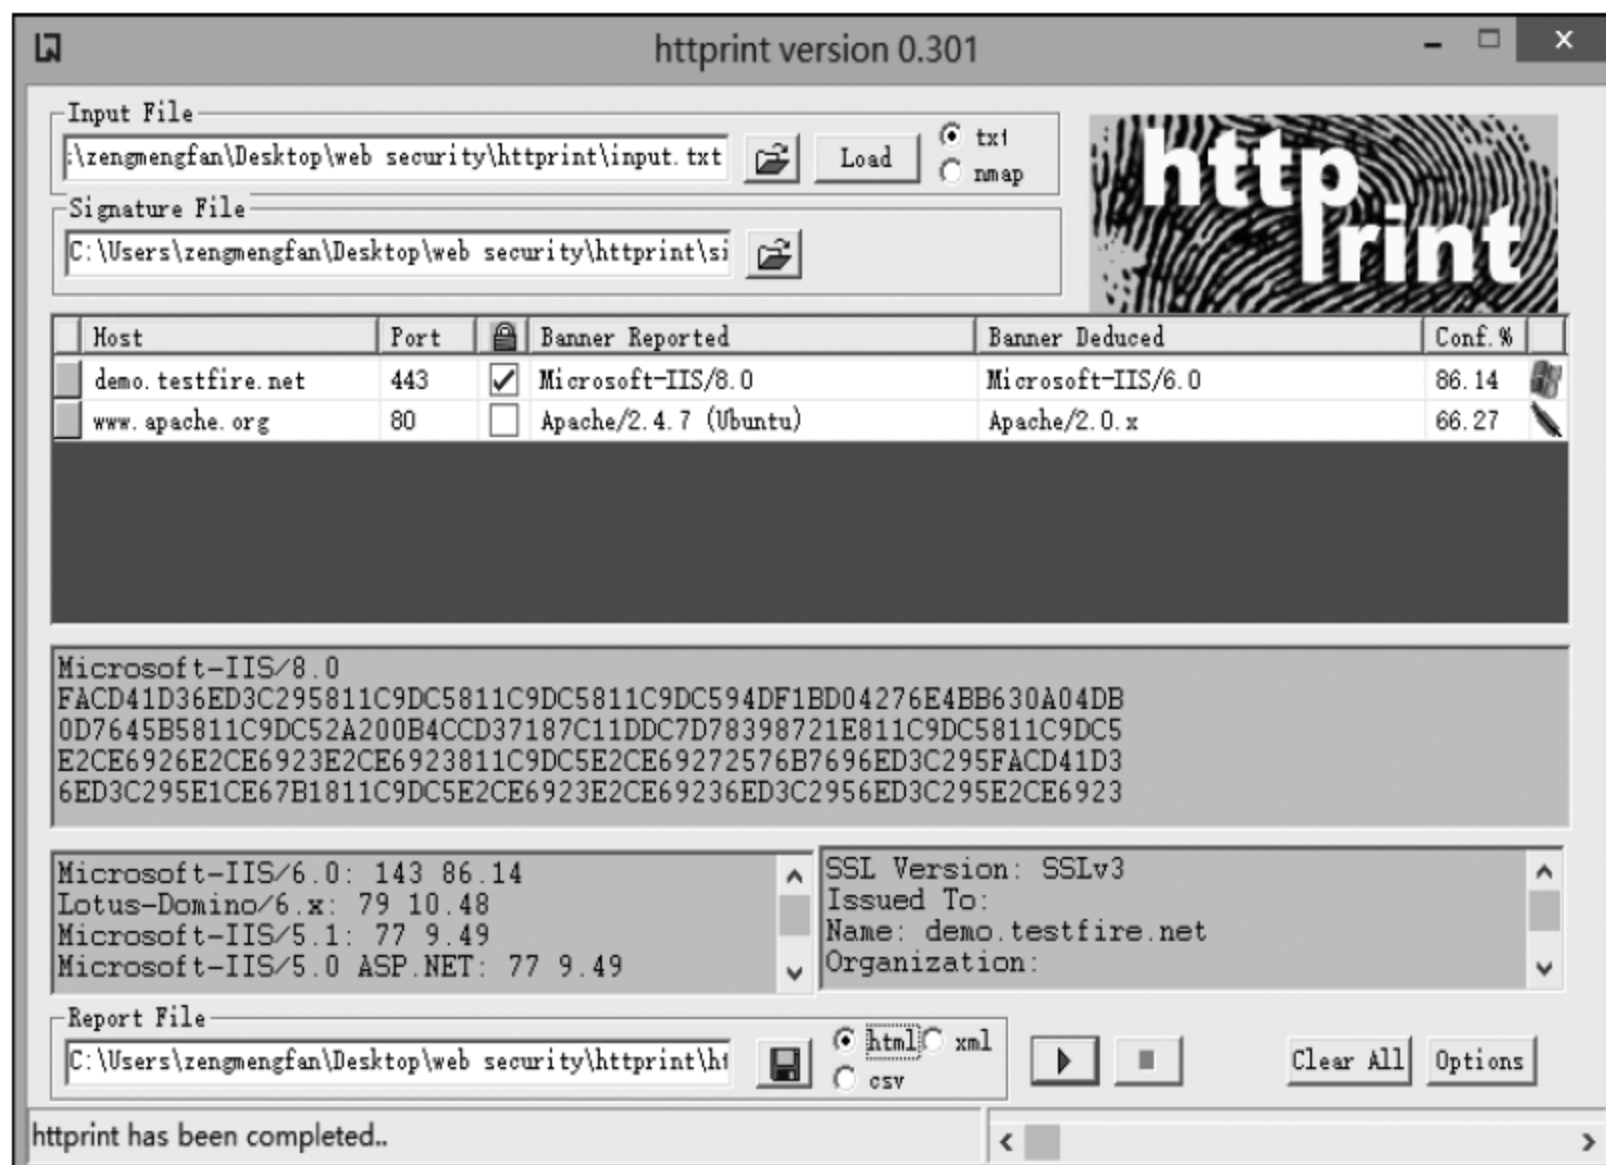 httprint version 0.301
Input File
:\zengmengfan\Desktop\web security\httprint\input.txt
Load
txt
nmap
http
print
Signature File
C:\Users\zengmengfan\Desktop\web security\httprint\si
Host Port Banner Reported Banner Deduced Conf.%
demo.testfire.net 443 Microsoft-IIS/8.0 Microsoft-IIS/6.0 86.14
www.apache.org 80 Apache/2.4.7 (Ubuntu) Apache/2.0.x 66.27
Microsoft-IIS/8.0
FACD41D36ED3C295811C9DC5811C9DC5811C9DC594DF1BD04276E4BB630A04DB
0D7645B5811C9DC52A200B4CCD37187C11DDC7D78398721E811C9DC5811C9DC5
E2CE6926E2CE6923E2CE6923811C9DC5E2CE69272576B7696ED3C295FACD41D3
6ED3C295E1CE67B1811C9DC5E2CE6923E2CE69236ED3C2956ED3C295E2CE6923
Microsoft-IIS/6.0: 143 86.14
Lotus-Domino/6.x: 79 10.48
Microsoft-IIS/5.1: 77 9.49
Microsoft-IIS/5.0 ASP.NET: 77 9.49
SSL Version: SSLv3
Issued To:
Name: demo.testfire.net
Organization:
Report File
C:\Users\zengmengfan\Desktop\web security\httprint\ht
html
xml
csv
Clear All
Options
httprint has been completed..